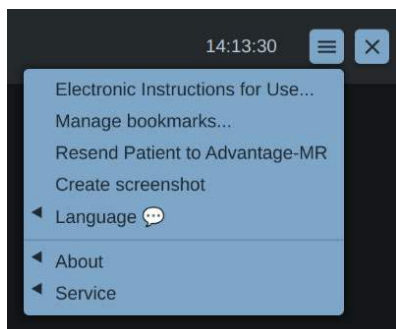 14:13:30
Electronic Instructions for Use...
Manage bookmarks...
Resend Patient to Advantage-MR
Create screenshot
Language 💬
About
Service